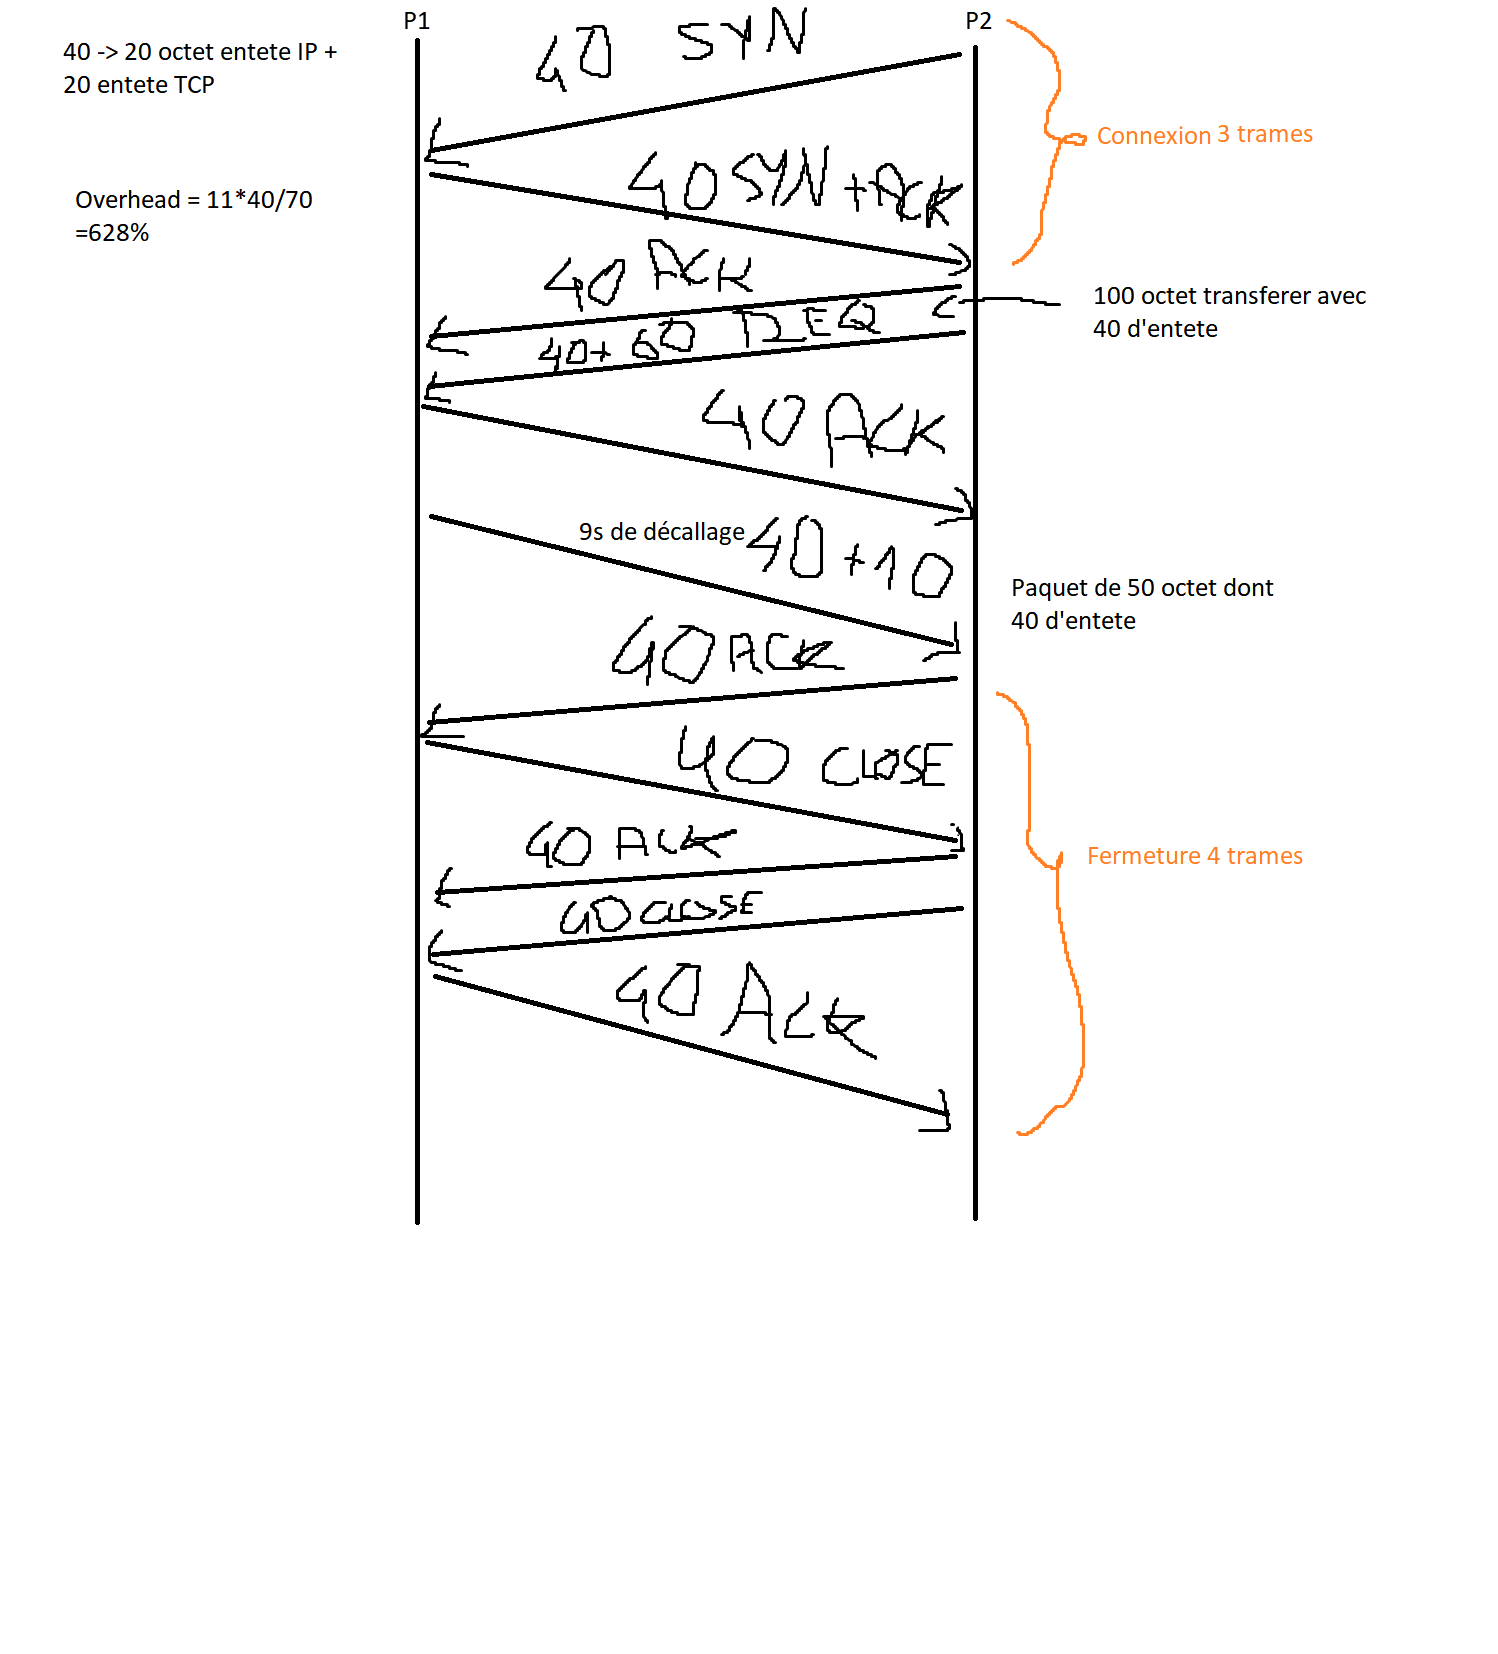 P1
P2
40 -> 20 octet entete IP +
20 entete TCP
40 SYN
Connexion 3 trames
40 SYN + ACK
Overhead = 11*40/70
=628%
40 ACK
100 octet transferer avec
40 d'entete
40+ 60 REQ
40 ACK
9s de décallage
40 + 10
Paquet de 50 octet dont
40 d'entete
40 ACK
40 CLOSE
40 ACK
Fermeture 4 trames
40 CLOSE
40 ACK